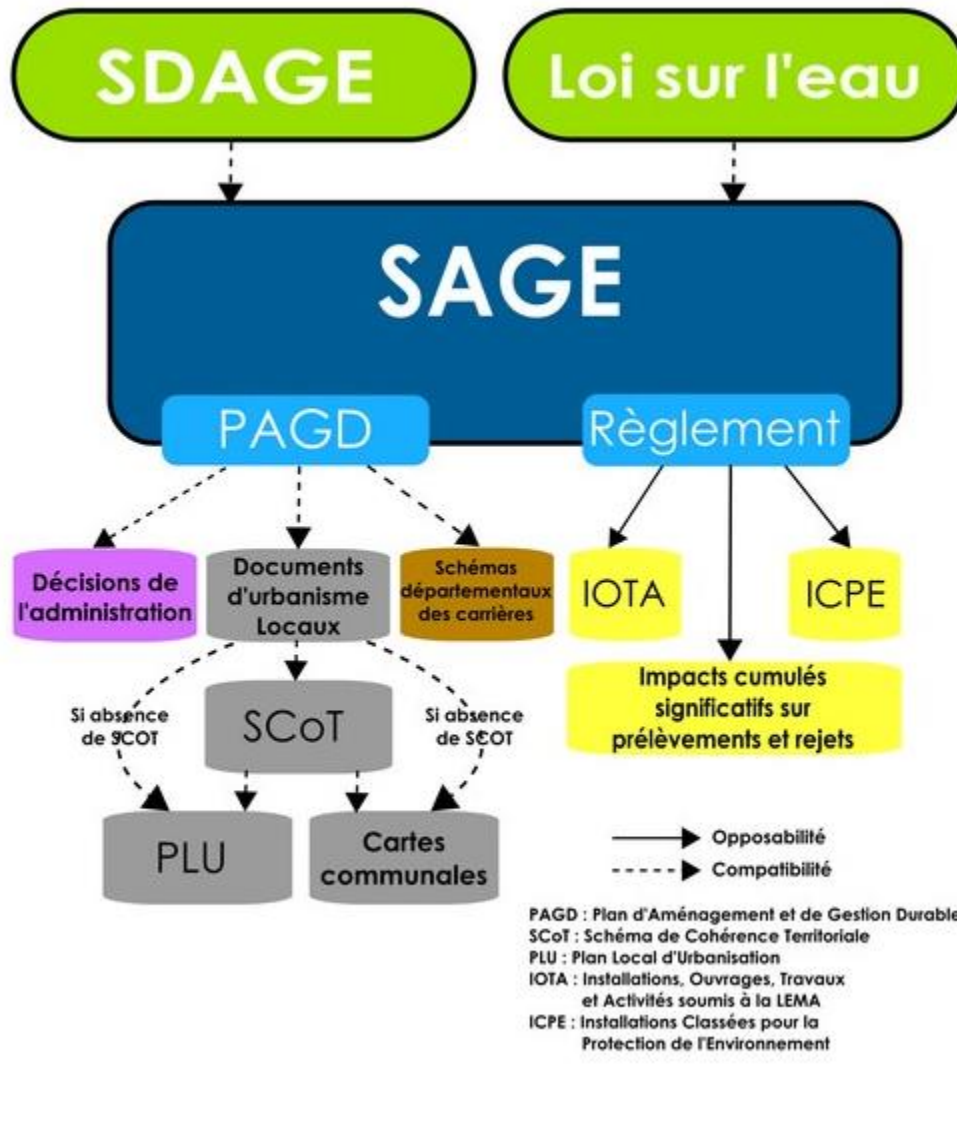 SDAGE
Loi sur l'eau
SAGE
PAGD
Règlement
Décisions de
l'administration
Documents
d'urbanisme
Locaux
Schémas
départementaux
des carrières
IOTA
ICPE
Impacts cumulés
significatifs sur
prélèvements et rejets
Si absence
de SCOT
SCoT
Si absence
de SCOT
PLU
Cartes
communales
Opposabilité
Compatibilité
PAGD : Plan d'Aménagement et de Gestion Durable
SCoT : Schéma de Cohérence Territoriale
PLU : Plan Local d'Urbanisation
IOTA : Installations, Ouvrages, Travaux
et Activités soumis à la LEMA
ICPE : Installations Classées pour la
Protection de l'Environnement